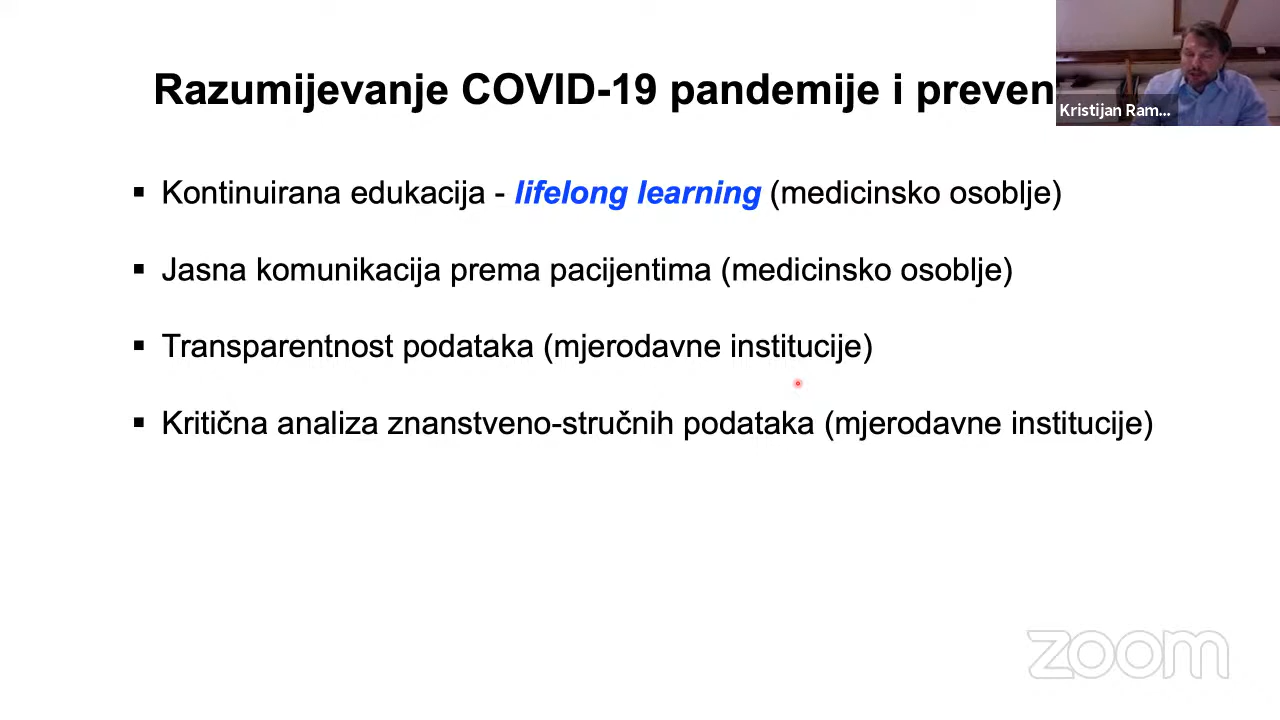 Razumijevanje COVID-19 pandemije i preven
Kristijan Ram...
▪ Kontinuirana edukacija - lifelong learning (medicinsko osoblje)
▪ Jasna komunikacija prema pacijentima (medicinsko osoblje)
▪ Transparentnost podataka (mjerodavne institucije)
▪ Kritična analiza znanstveno-stručnih podataka (mjerodavne institucije)
zoom